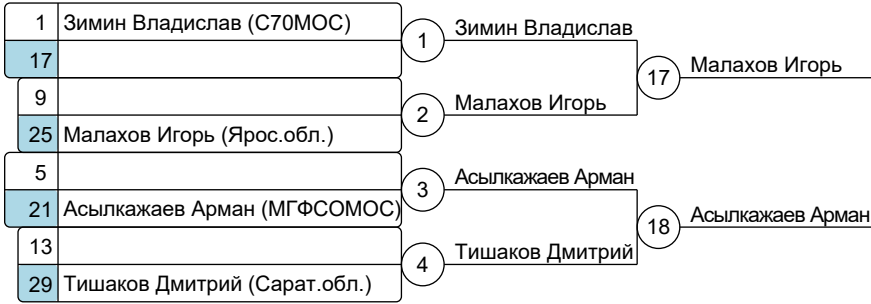 1 Зимин Владислав (С70МОС)
17
1 Зимин Владислав
9
25 Малахов Игорь (Ярос.обл.)
2 Малахов Игорь
17 Малахов Игорь
5
21 Асылкажаев Арман (МГФСОМОС)
3 Асылкажаев Арман
13
29 Тишаков Дмитрий (Сарат.обл.)
4 Тишаков Дмитрий
18 Асылкажаев Арман